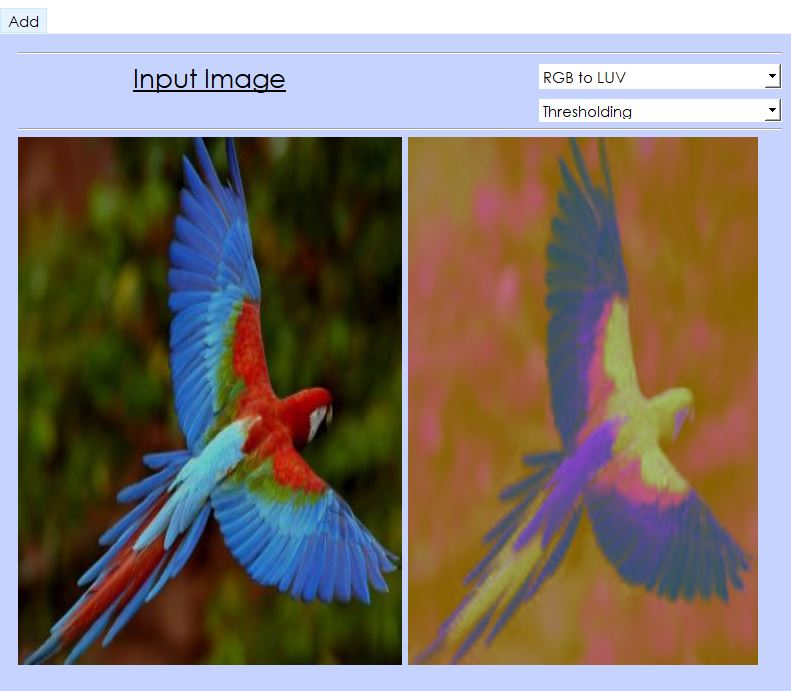 Add
Input Image
RGB to LUV
Thresholding